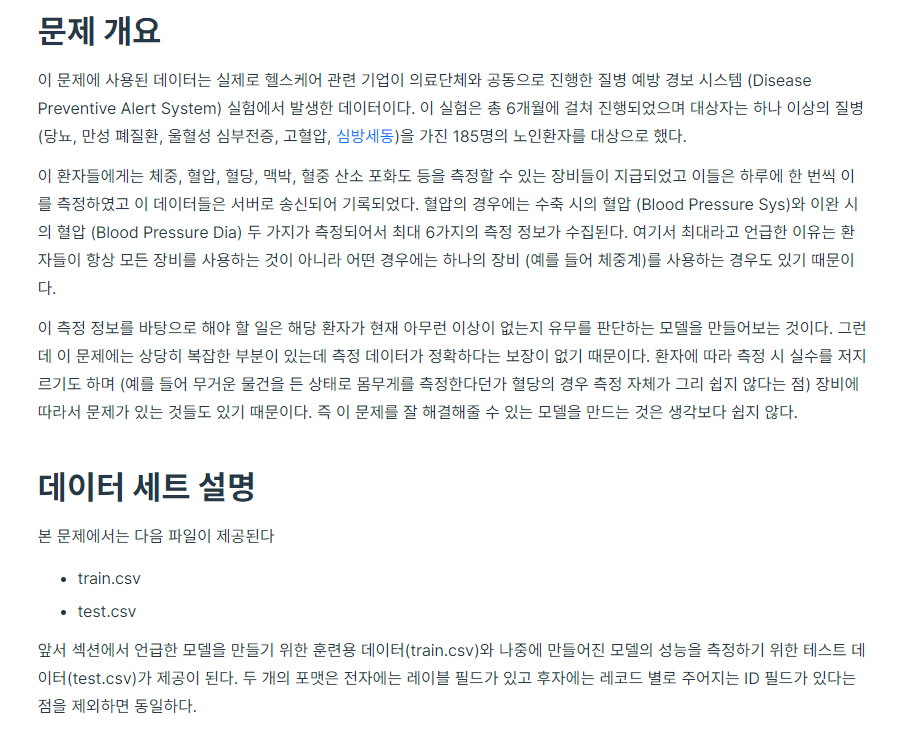 문제 개요
이 문제에 사용된 데이터는 실제로 헬스케어 관련 기업이 의료단체와 공동으로 진행한 질병 예방 경보 시스템 (Disease
Preventive Alert System) 실험에서 발생한 데이터이다. 이 실험은 총 6개월에 걸쳐 진행되었으며 대상자는 하나 이상의 질병
(당뇨, 만성 폐질환, 울혈성 심부전증, 고혈압, 심방세동)을 가진 185명의 노인환자를 대상으로 했다.
이 환자들에게는 체중, 혈압, 혈당, 맥박, 혈중 산소 포화도 등을 측정할 수 있는 장비들이 지급되었고 이들은 하루에 한 번씩 이
를 측정하였고 이 데이터들은 서버로 송신되어 기록되었다. 혈압의 경우에는 수축 시의 혈압 (Blood Pressure Sys)와 이완 시
의 혈압 (Blood Pressure Dia) 두 가지가 측정되어서 최대 6가지의 측정 정보가 수집된다. 여기서 최대라고 언급한 이유는 환
자들이 항상 모든 장비를 사용하는 것이 아니라 어떤 경우에는 하나의 장비 (예를 들어 체중계)를 사용하는 경우도 있기 때문이
다.
이 측정 정보를 바탕으로 해야 할 일은 해당 환자가 현재 아무런 이상이 없는지 유무를 판단하는 모델을 만들어보는 것이다. 그런
데 이 문제에는 상당히 복잡한 부분이 있는데 측정 데이터가 정확하다는 보장이 없기 때문이다. 환자에 따라 측정 시 실수를 저지
르기도 하며 (예를 들어 무거운 물건을 든 상태로 몸무게를 측정한다던가 혈당의 경우 측정 자체가 그리 쉽지 않다는 점) 장비에
따라서 문제가 있는 것들도 있기 때문이다. 즉 이 문제를 잘 해결해줄 수 있는 모델을 만드는 것은 생각보다 쉽지 않다.
데이터 세트 설명
본 문제에서는 다음 파일이 제공된다
• train.csv
• test.csv
앞서 섹션에서 언급한 모델을 만들기 위한 훈련용 데이터(train.csv)와 나중에 만들어진 모델의 성능을 측정하기 위한 테스트 데
이터(test.csv)가 제공이 된다. 두 개의 포맷은 전자에는 레이블 필드가 있고 후자에는 레코드 별로 주어지는 ID 필드가 있다는
점을 제외하면 동일하다.